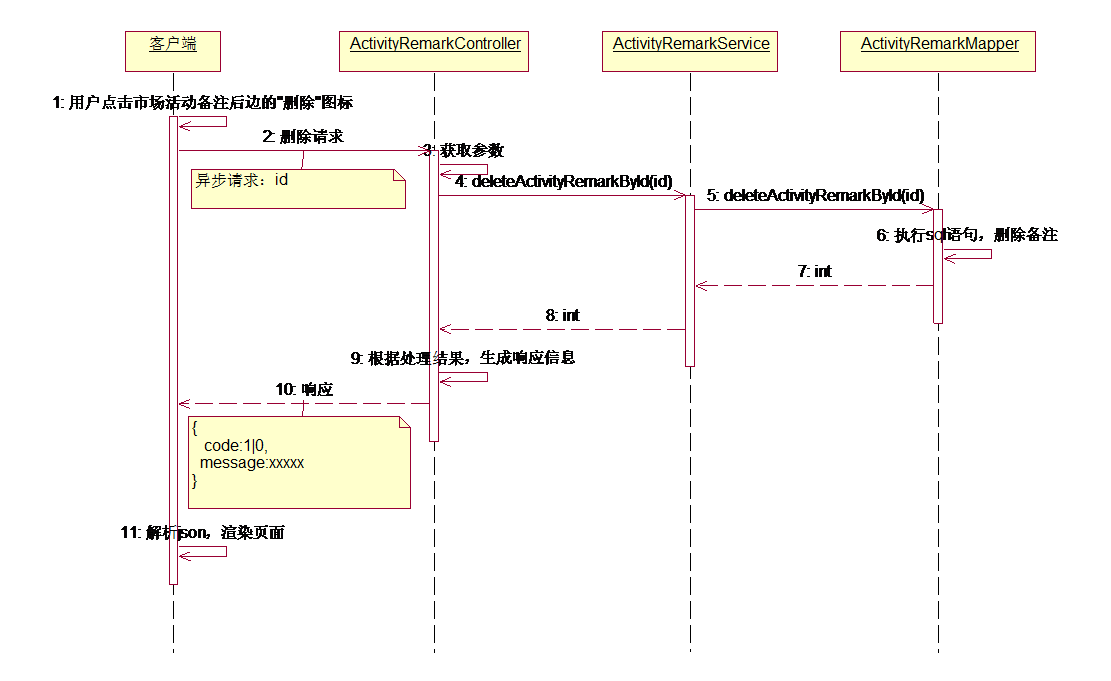 客户端
ActivityRemarkController
ActivityRemarkService
ActivityRemarkMapper
1: 用户点击市场活动备注后边的"删除"图标
2: 删除请求
3: 获取参数
异步请求：id
4: deleteActivityRemarkById(id)
5: deleteActivityRemarkById(id)
6: 执行sql语句，删除备注
7: int
8: int
9: 根据处理结果，生成响应信息
10: 响应
{
code:1|0,
message:xxxxx
}
11: 解析json，渲染页面